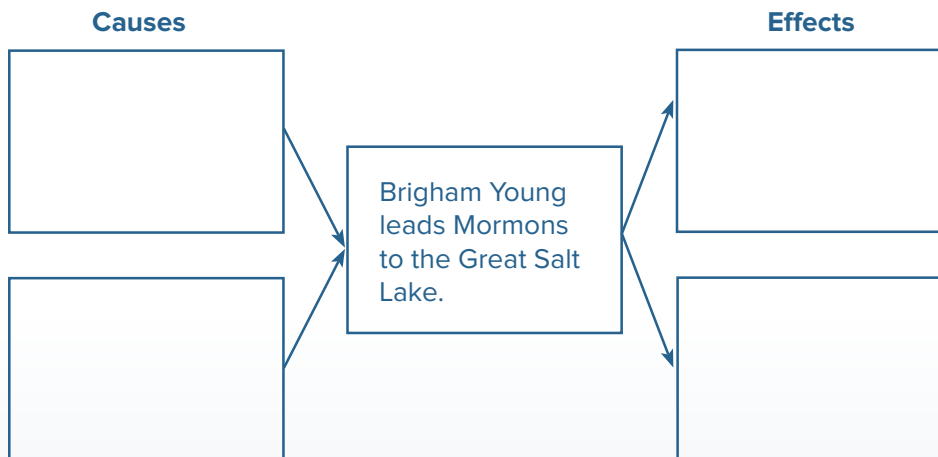 Causes
Effects
Brigham Young
leads Mormons
to the Great Salt
Lake.